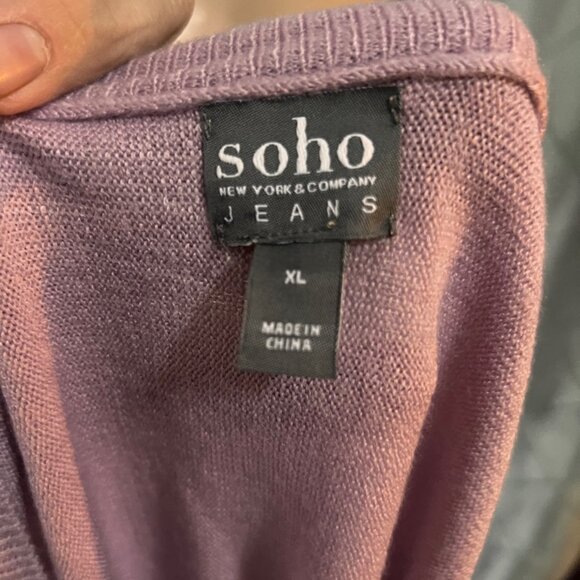 soho
NEW YORK & COMPANY
JEANS
XL
MADE IN
CHINA